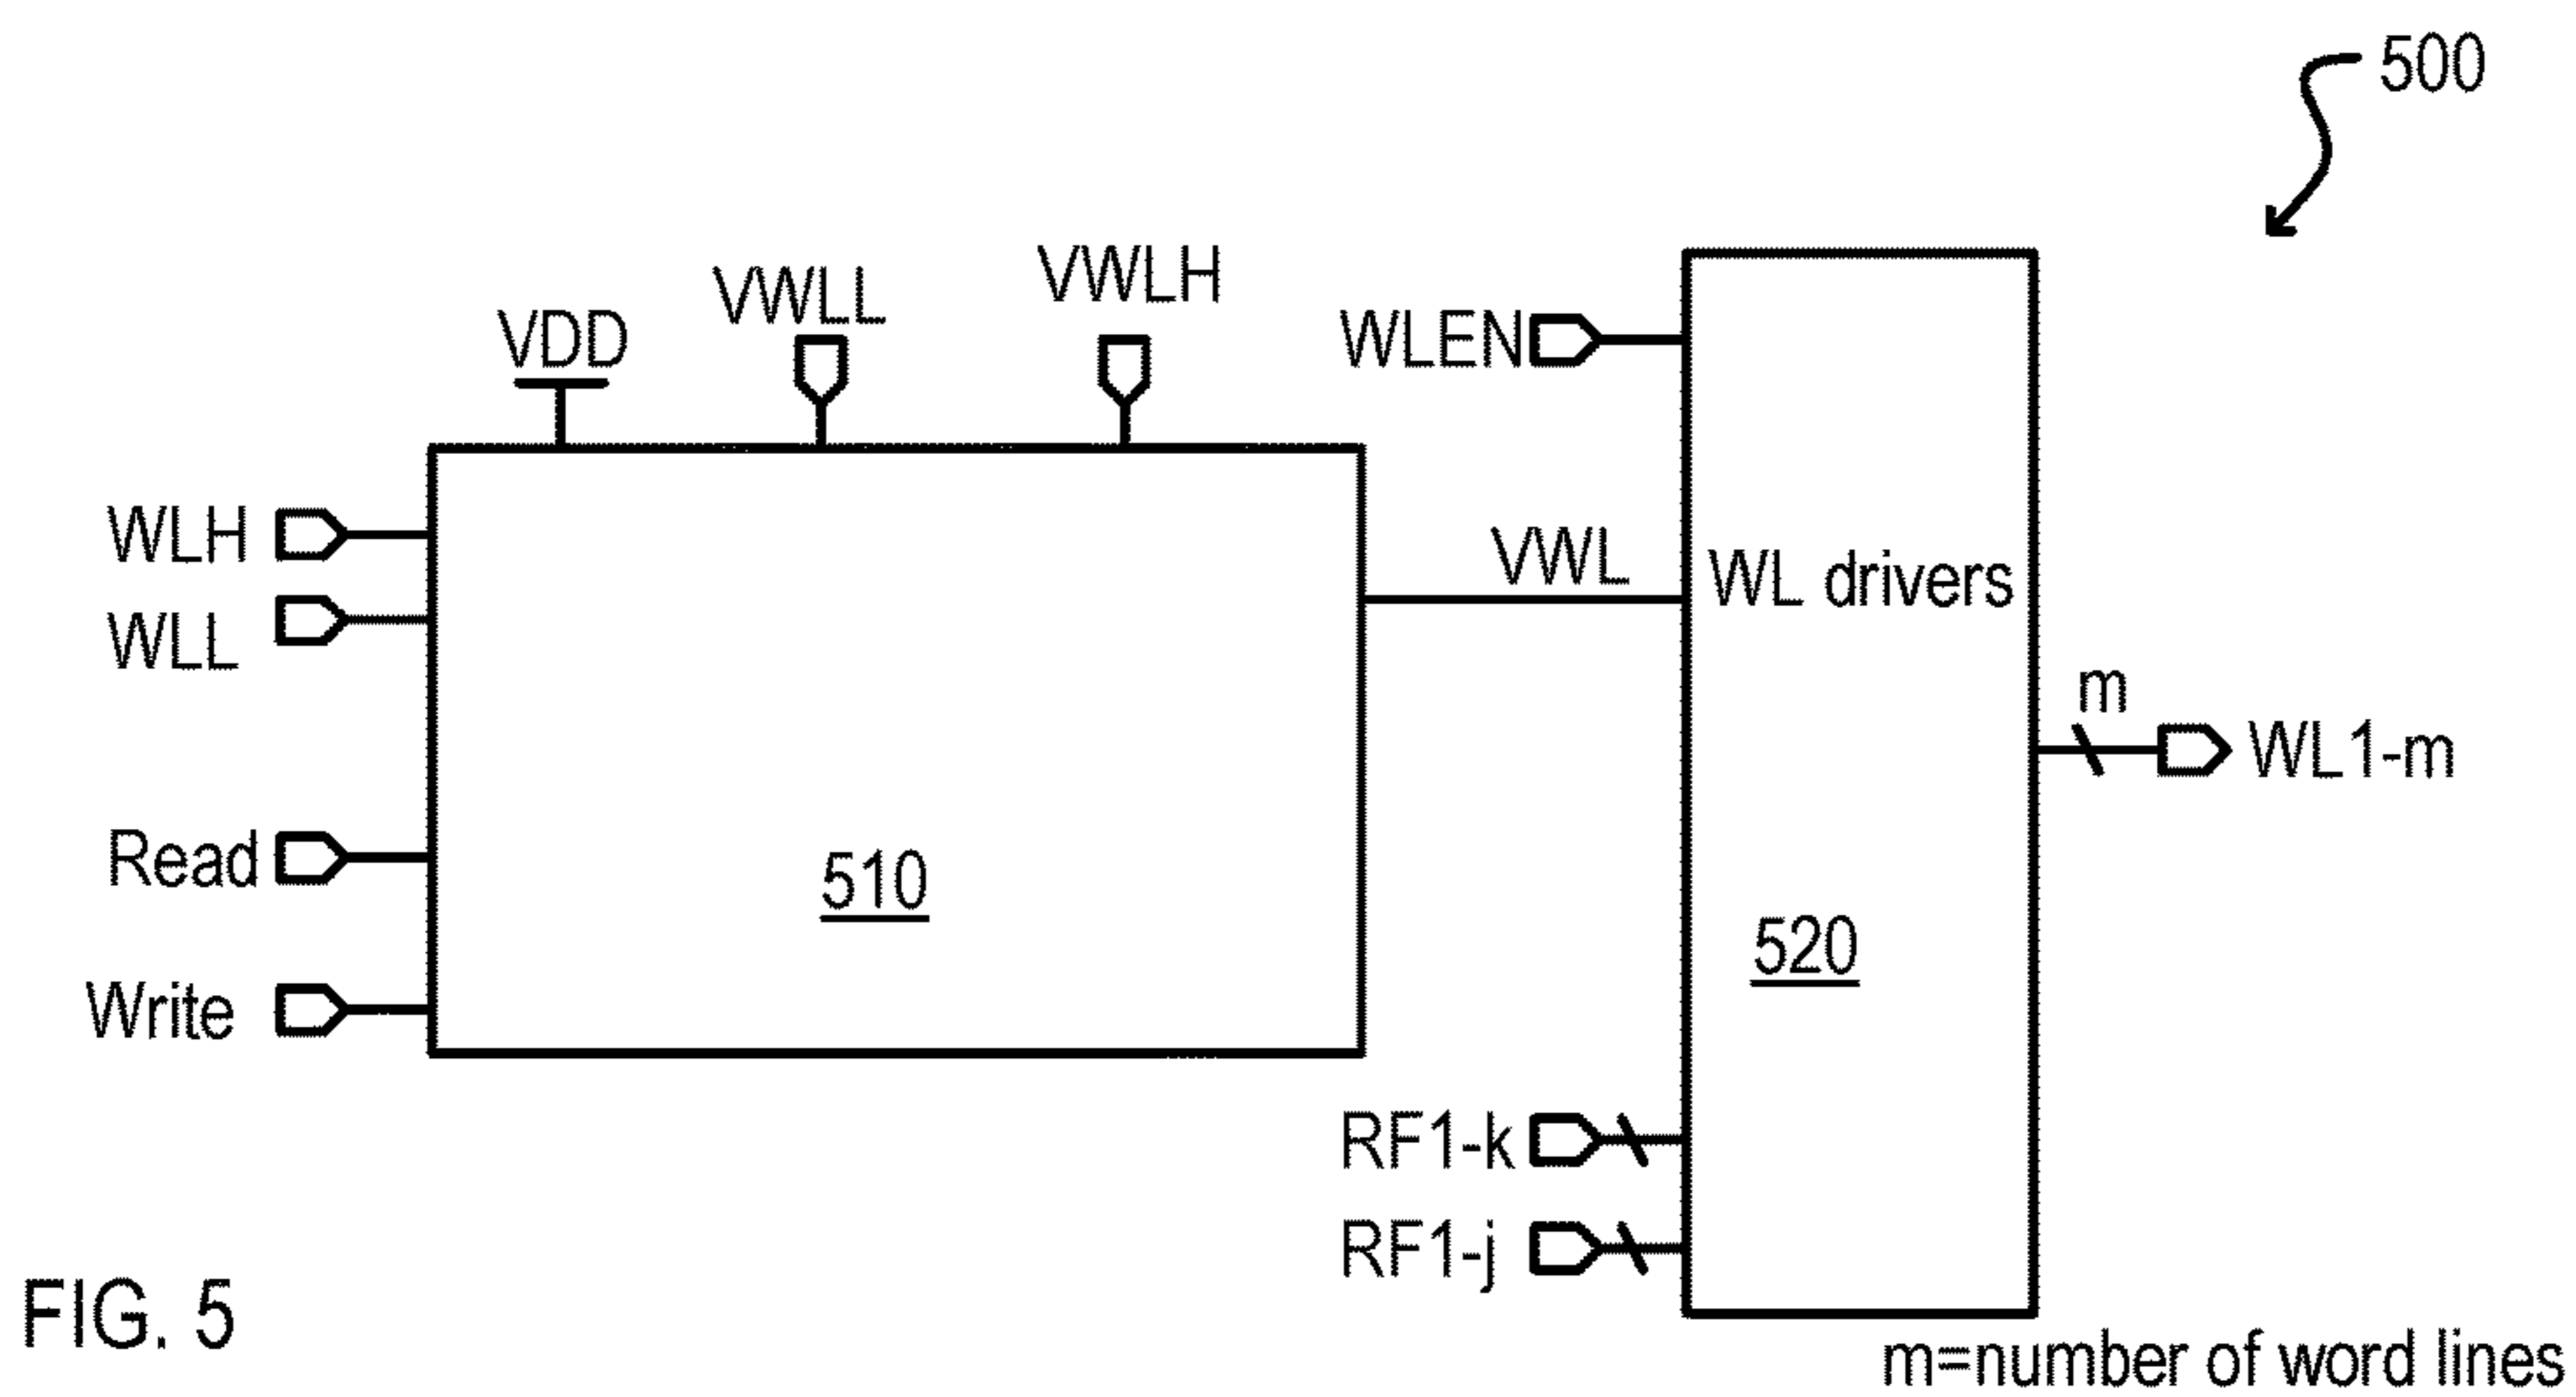 500
VWLH
VWLL
VDD
WLEN
WLH
VWL
WL drivers
WLL
m
WL1-m
Read
510
520
Write
RF1-k
RF1-j
FIG. 5
m=number of word lines